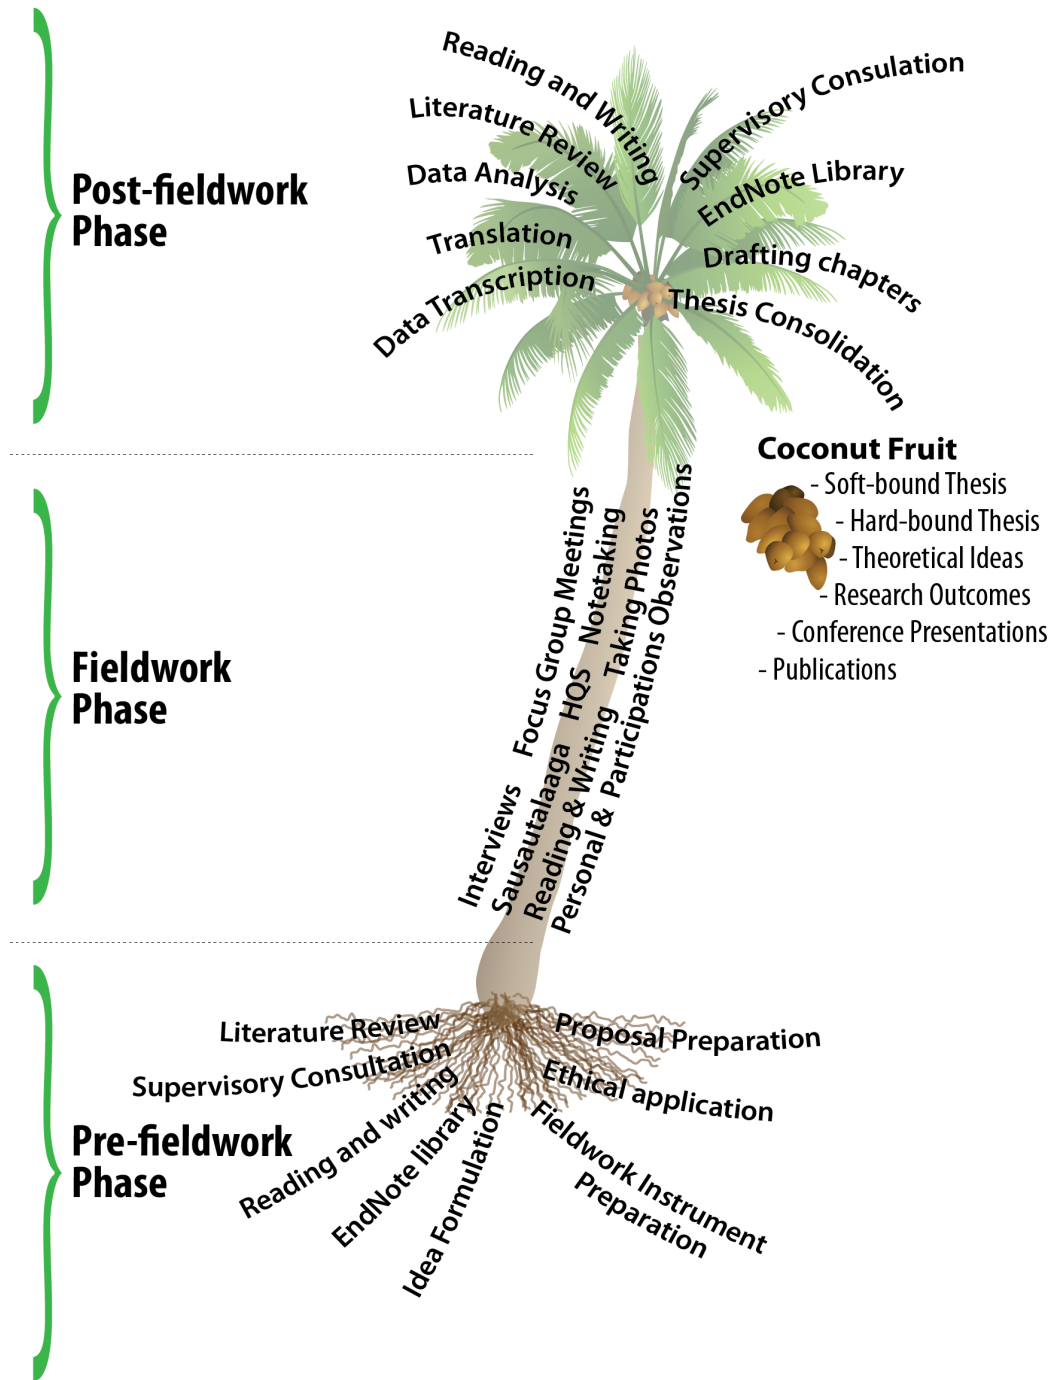 Post-fieldwork
Phase
Reading and Writing
Literature Review
Data Analysis
Translation
Data Transcription
Supervisory Consulation
EndNote Library
Drafting chapters
Thesis Consolidation
Coconut Fruit
- Soft-bound Thesis
- Hard-bound Thesis
- Theoretical Ideas
- Research Outcomes
- Conference Presentations
- Publications
Fieldwork
Phase
Interviews Focus Group Meetings
Sausautalaaga HQS Notetaking
Reading & Writing Taking Photos
Personal & Participations Observations
Pre-fieldwork
Phase
Literature Review
Supervisory Consultation
Reading and writing
EndNote library
Idea Formulation
Proposal Preparation
Ethical application
Fieldwork Instrument
Preparation